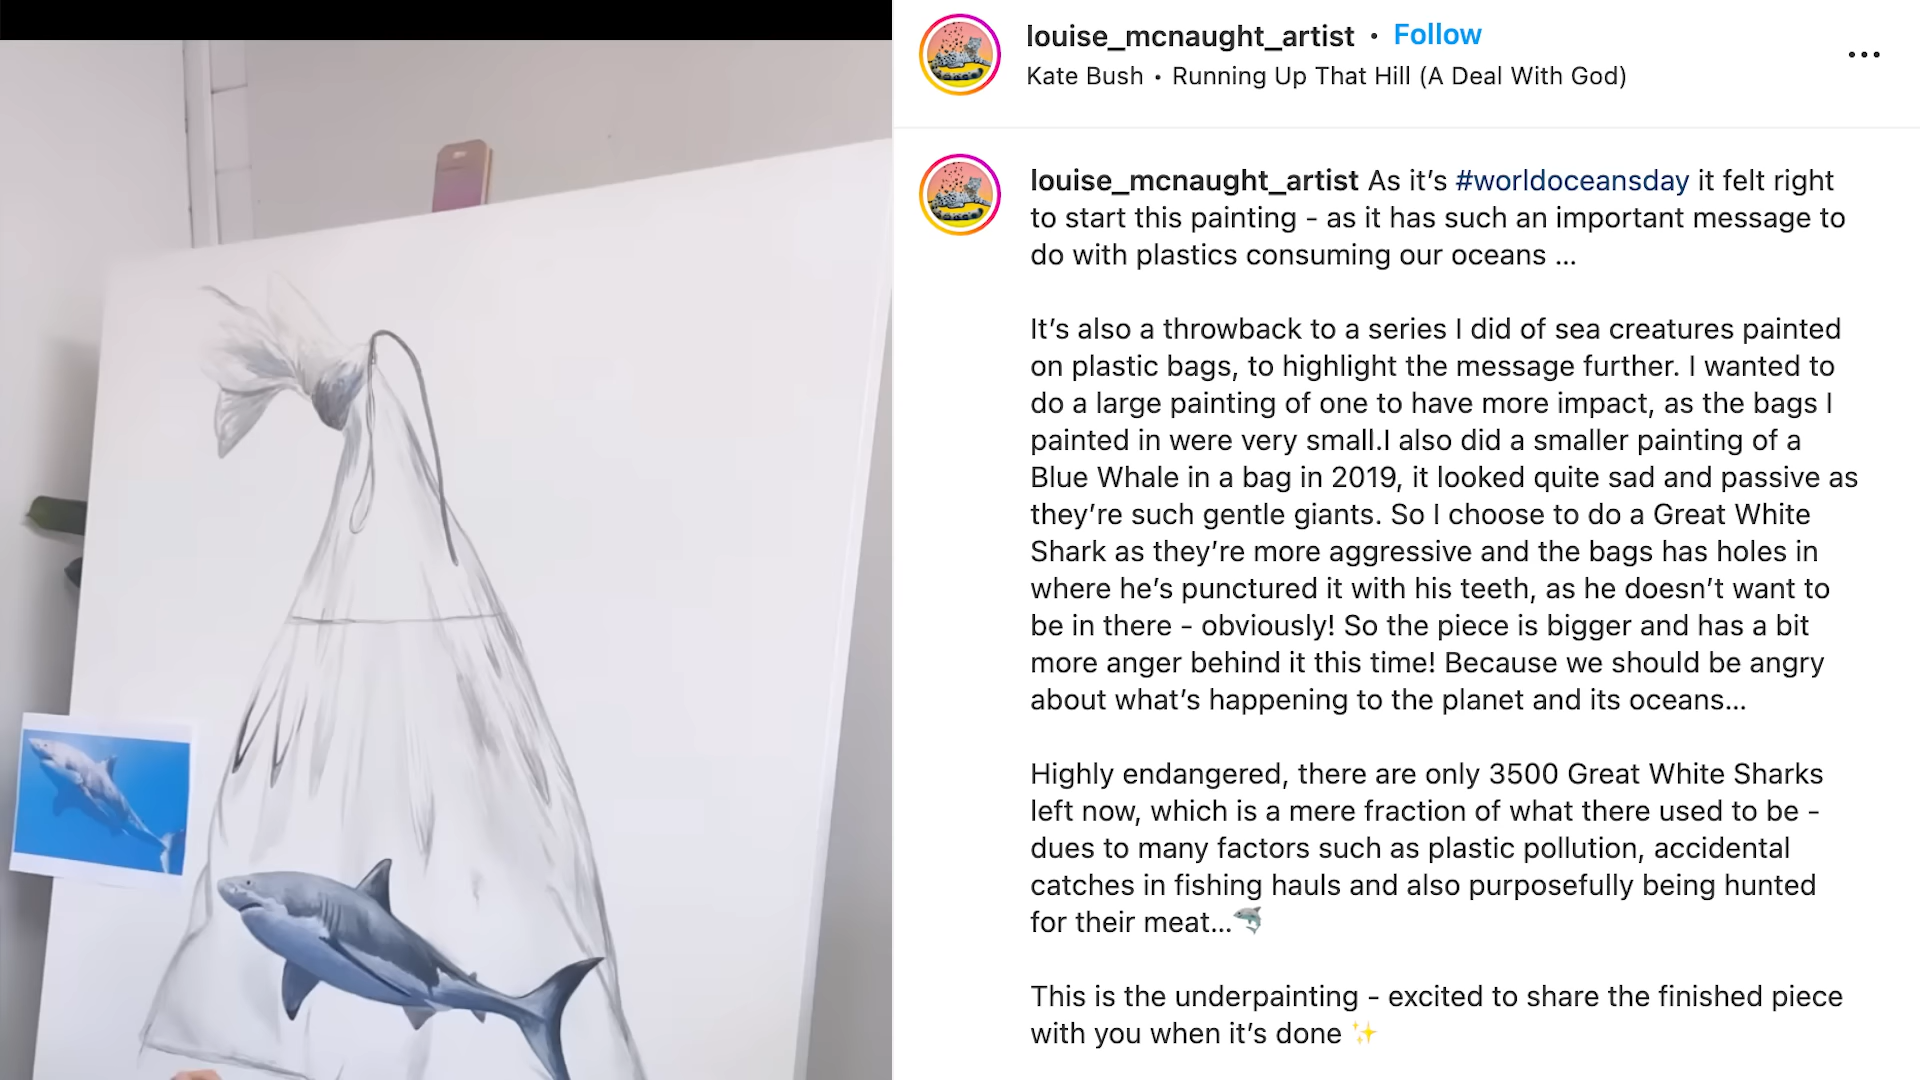 louise_mcnaught_artist • Follow
Kate Bush • Running Up That Hill (A Deal With God)
louise_mcnaught_artist As it’s #worldoceansday it felt right
to start this painting - as it has such an important message to
do with plastics consuming our oceans ...
It’s also a throwback to a series I did of sea creatures painted
on plastic bags, to highlight the message further. I wanted to
do a large painting of one to have more impact, as the bags I
painted in were very small.I also did a smaller painting of a
Blue Whale in a bag in 2019, it looked quite sad and passive as
they’re such gentle giants. So I choose to do a Great White
Shark as they’re more aggressive and the bags has holes in
where he’s punctured it with his teeth, as he doesn’t want to
be in there - obviously! So the piece is bigger and has a bit
more anger behind it this time! Because we should be angry
about what’s happening to the planet and its oceans...
Highly endangered, there are only 3500 Great White Sharks
left now, which is a mere fraction of what there used to be -
dues to many factors such as plastic pollution, accidental
catches in fishing hauls and also purposefully being hunted
for their meat...🦈
This is the underpainting - excited to share the finished piece
with you when it’s done ✨